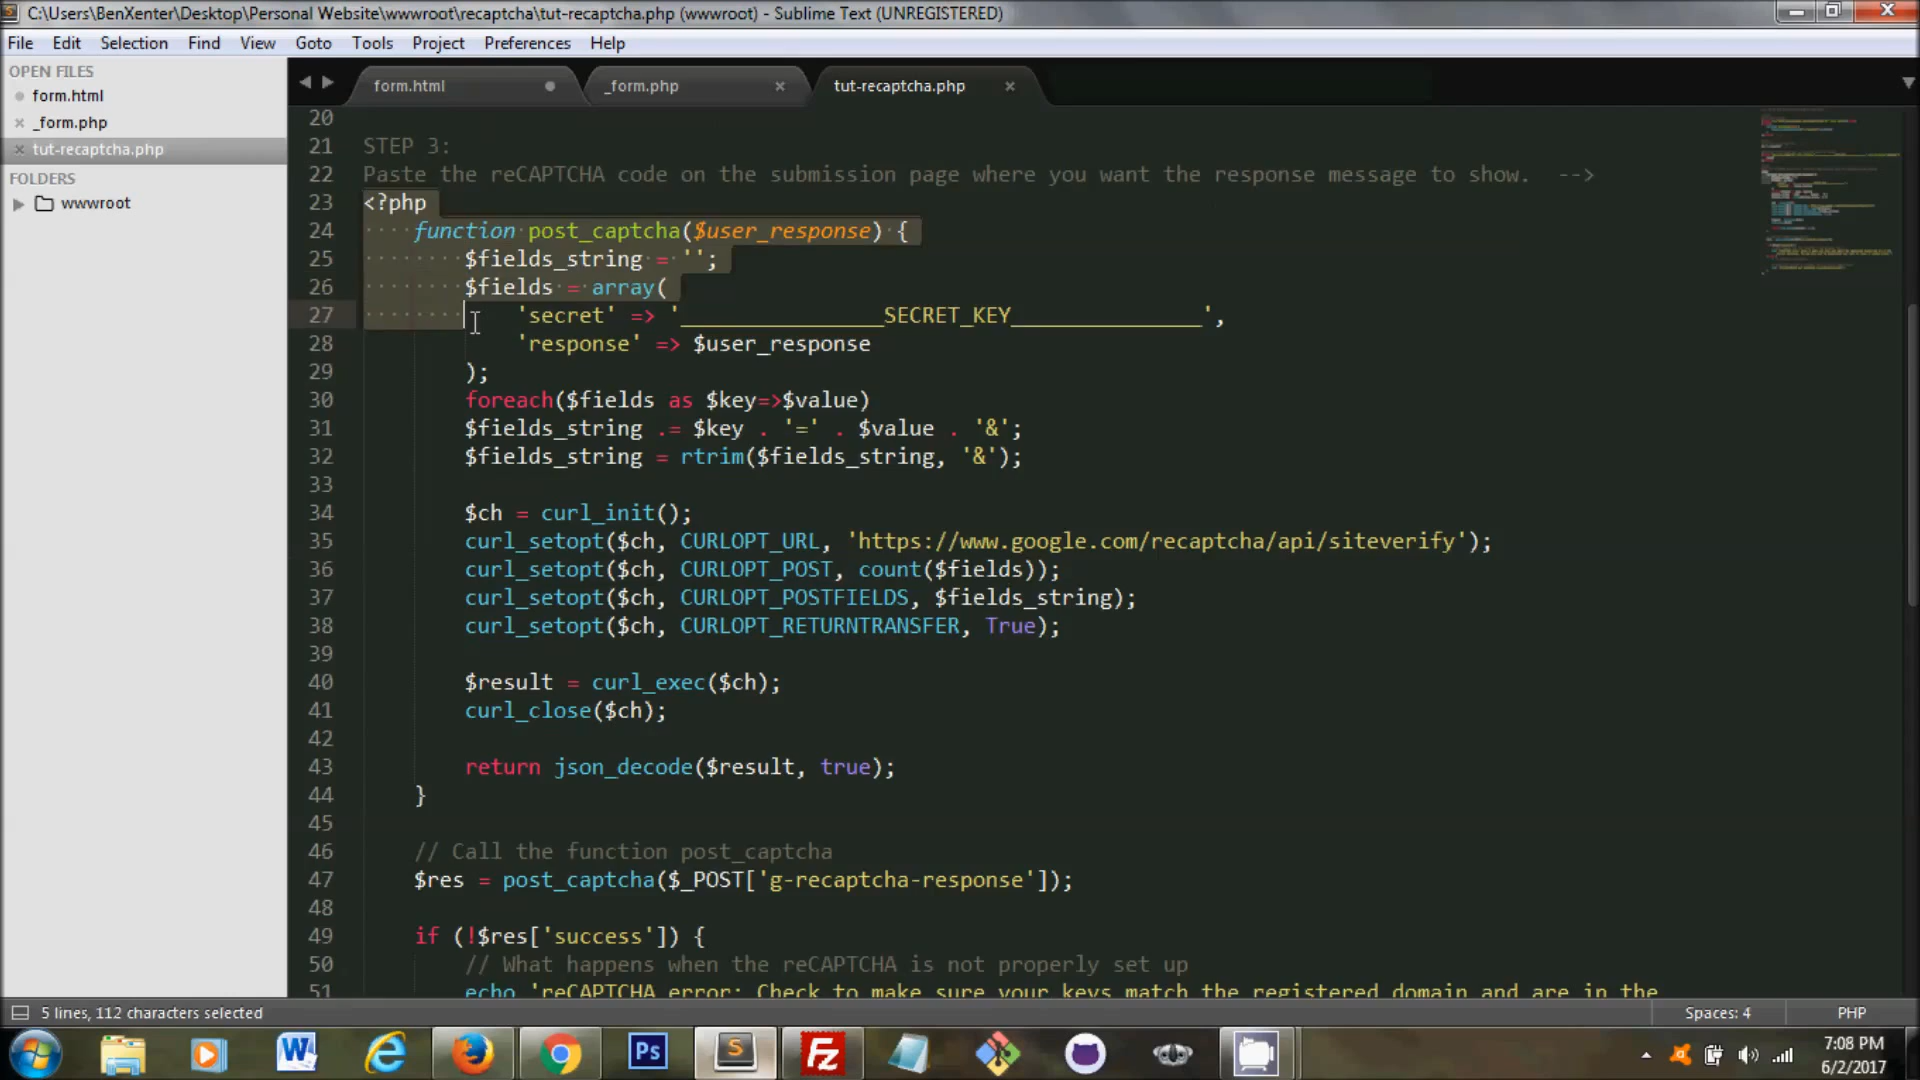 C:\Users\BenXenter\Desktop\Personal Website\wwwroot\recaptcha\tut-recaptcha.php (wwwroot) - Sublime Text (UNREGISTERED)
File Edit Selection Find View Goto Tools Project Preferences Help
OPEN FILES
form.html
_form.php
tut-recaptcha.php
FOLDERS
wwwroot
form.html _form.php tut-recaptcha.php
20
21 STEP 3:
22 Paste the reCAPTCHA code on the submission page where you want the response message to show. -->
23 <?php
24 function post_captcha($user_response) {
25 $fields_string = '';
26 $fields = array(
27 'secret' => '________________SECRET_KEY_______________',
28 'response' => $user_response
29 );
30 foreach($fields as $key=>$value)
31 $fields_string .= $key . '=' . $value . '&';
32 $fields_string = rtrim($fields_string, '&');
33
34 $ch = curl_init();
35 curl_setopt($ch, CURLOPT_URL, 'https://www.google.com/recaptcha/api/siteverify');
36 curl_setopt($ch, CURLOPT_POST, count($fields));
37 curl_setopt($ch, CURLOPT_POSTFIELDS, $fields_string);
38 curl_setopt($ch, CURLOPT_RETURNTRANSFER, True);
39
40 $result = curl_exec($ch);
41 curl_close($ch);
42
43 return json_decode($result, true);
44 }
45
46 // Call the function post_captcha
47 $res = post_captcha($_POST['g-recaptcha-response']);
48
49 if (!$res['success']) {
50 // What happens when the reCAPTCHA is not properly set up
51 echo 'reCAPTCHA error: Check to make sure your keys match the registered domain and are in the
5 lines, 112 characters selected Spaces: 4 PHP
7:08 PM
6/2/2017